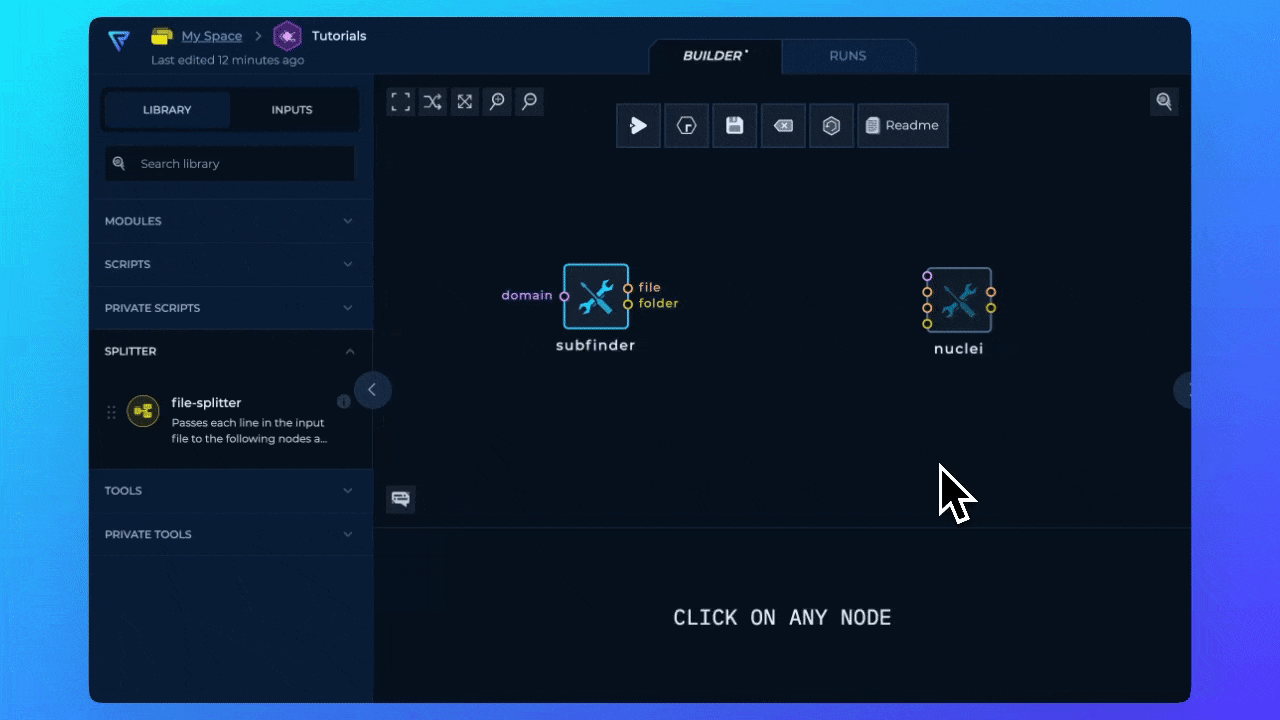 My Space
Tutorials
Last edited 12 minutes ago
BUILDER*
RUNS
LIBRARY
INPUTS
Readme
Search library
MODULES
SCRIPTS
PRIVATE SCRIPTS
SPLITTER
file-splitter
Passes each line in the input
file to the following nodes a...
TOOLS
PRIVATE TOOLS
domain
file
folder
subfinder
nuclei
CLICK ON ANY NODE